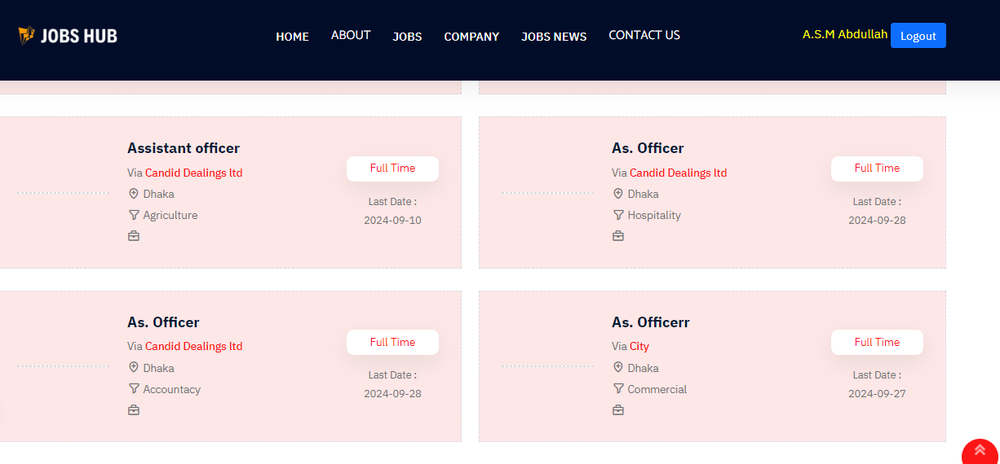 JOBS HUB
HOME ABOUT JOBS COMPANY JOBS NEWS CONTACT US
A.S.M Abdullah Logout
Assistant officer
Via Candid Dealings ltd
Dhaka
Agriculture
Full Time
Last Date :
2024-09-10
As. Officer
Via Candid Dealings ltd
Dhaka
Hospitality
Full Time
Last Date :
2024-09-28
As. Officer
Via Candid Dealings ltd
Dhaka
Accountacy
Full Time
Last Date :
2024-09-28
As. Officerr
Via City
Dhaka
Commercial
Full Time
Last Date :
2024-09-27